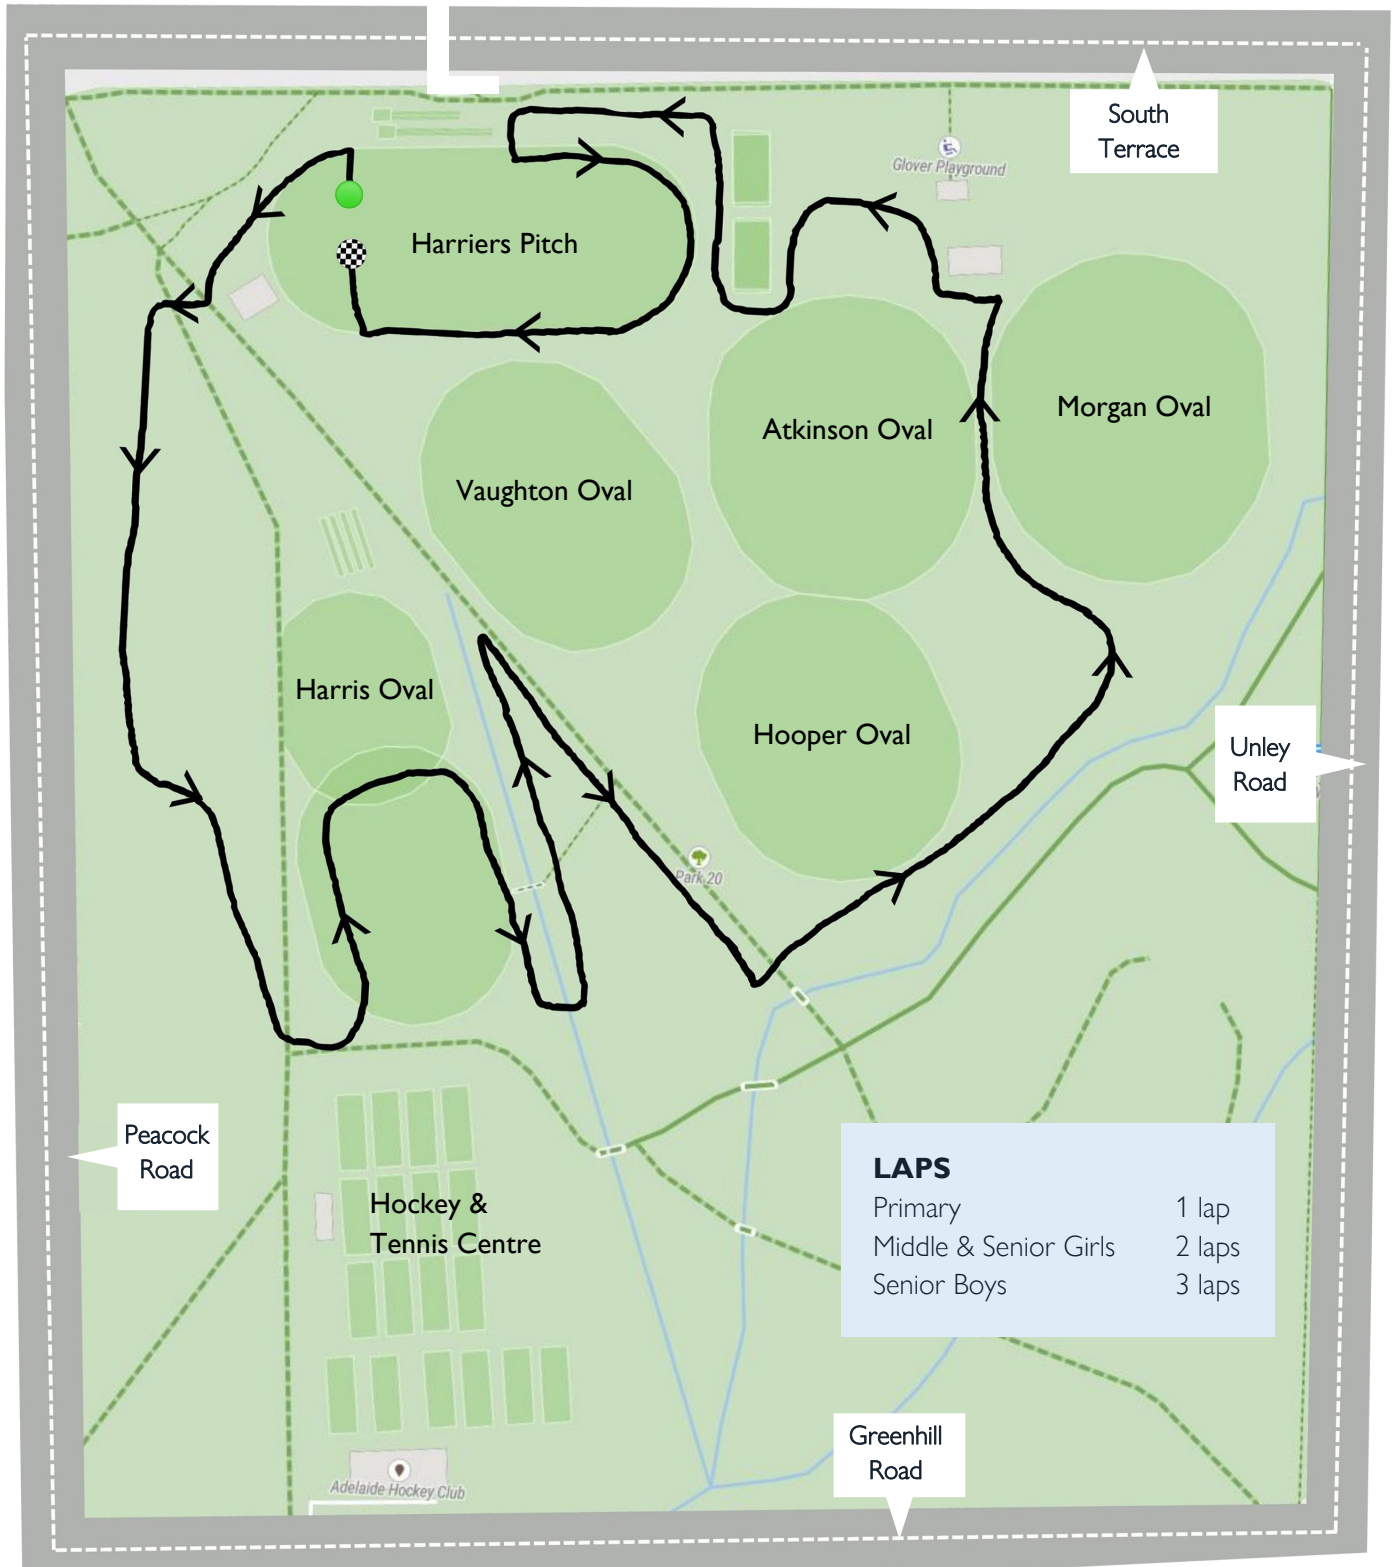 South
Terrace
Glover Playground
Harriers Pitch
Morgan Oval
Atkinson Oval
Vaughton Oval
Harris Oval
Hooper Oval
Unley
Road
Park 20
Peacock
Road
LAPS
Primary 1 lap
Middle & Senior Girls 2 laps
Senior Boys 3 laps
Hockey &
Tennis Centre
Greenhill
Road
Adelaide Hockey Club